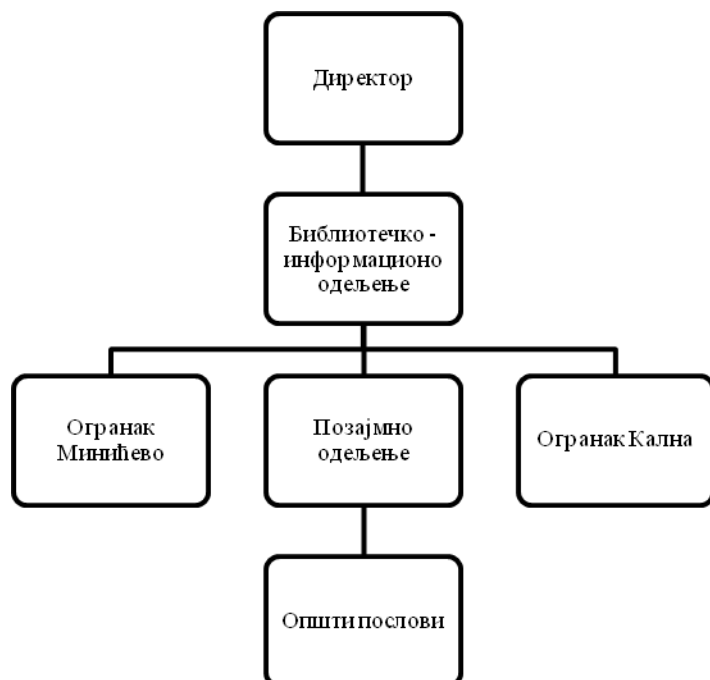 Директор
Библиотечко -
информационо
одељење
Огранак
Минићево
Позајмно
одељење
Огранак Кална
Општи послови